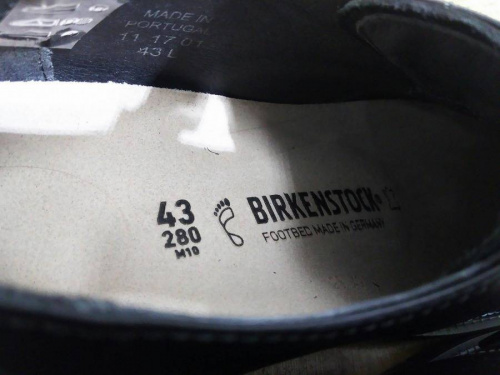 MADE IN
PORTUGAL
11 17 01
43 L
43
280
M10
BIRKENSTOCK®
FOOTBED MADE IN GERMANY